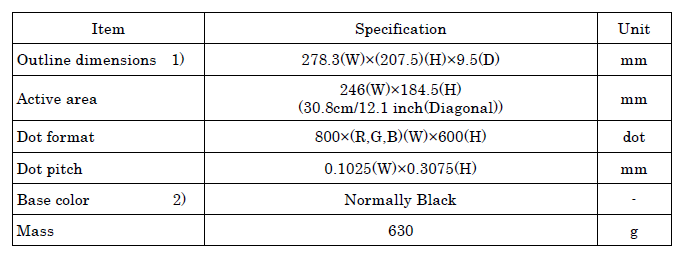 Item Specification Unit
Outline dimensions 1) 278.3(W)×(207.5)(H)×9.5(D) mm
Active area 246(W)×184.5(H) mm
(30.8cm/12.1 inch(Diagonal))
Dot format 800×(R,G,B)(W)×600(H) dot
Dot pitch 0.1025(W)×0.3075(H) mm
Base color 2) Normally Black -
Mass 630 g